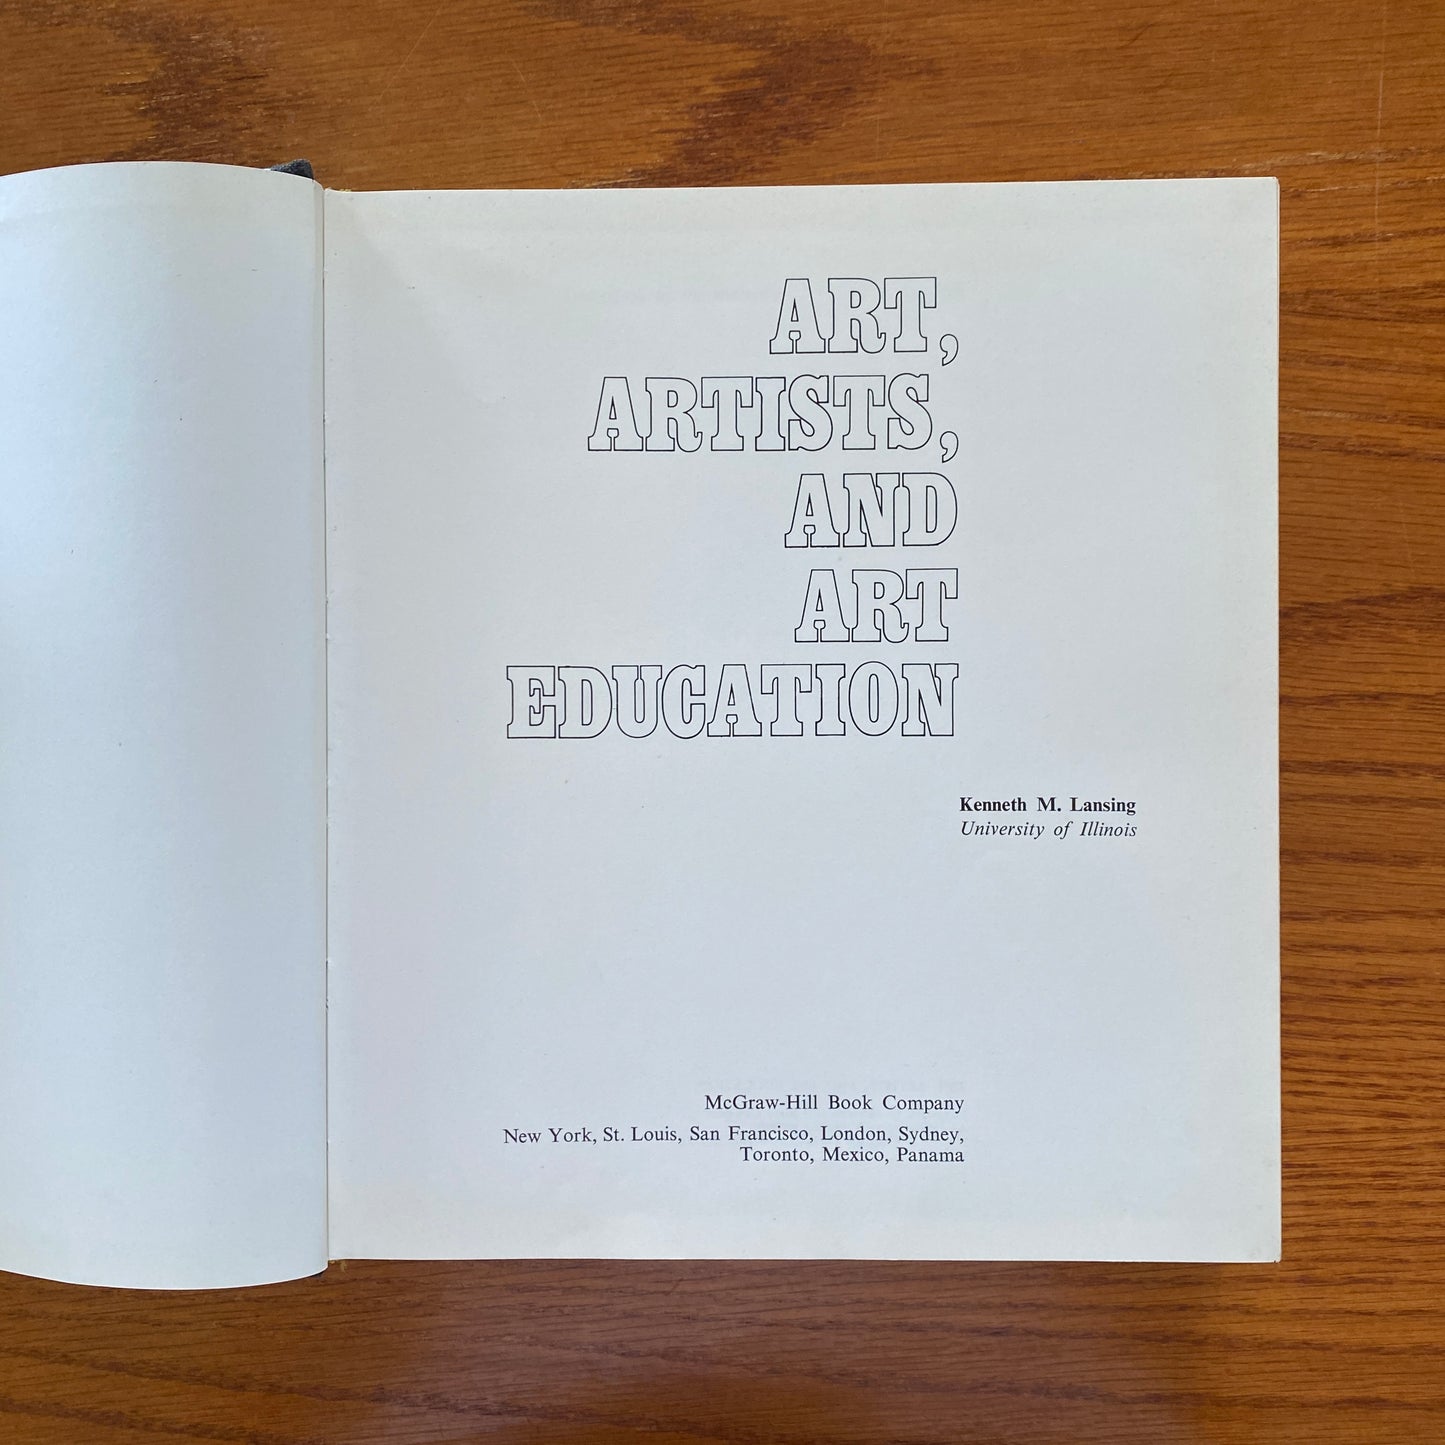 ART,
ARTISTS,
AND
ART
EDUCATION
Kenneth M. Lansing
University of Illinois
McGraw-Hill Book Company
New York, St. Louis, San Francisco, London, Sydney,
Toronto, Mexico, Panama